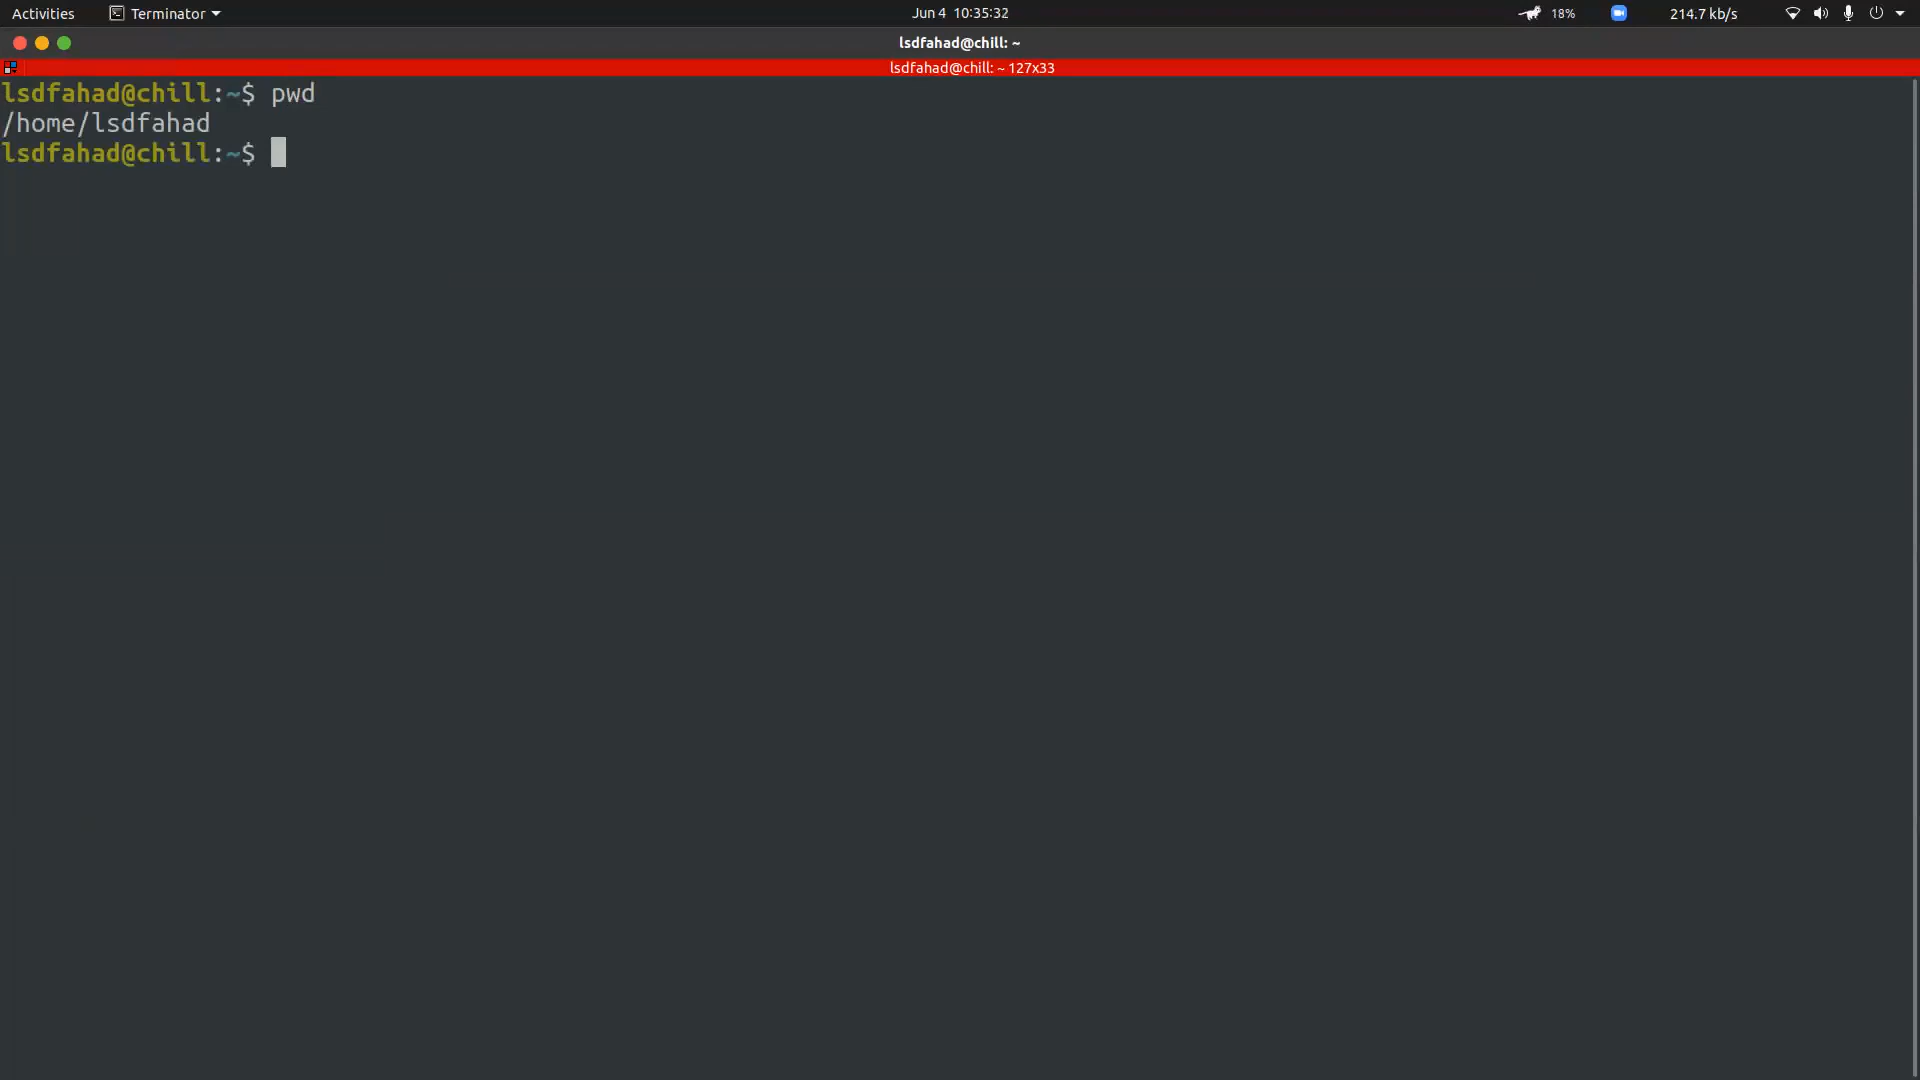 Activities Terminator Jun 4 10:35:32 18% 214.7 kb/s
lsdfahad@chill: ~
lsdfahad@chill: ~ 127x33
lsdfahad@chill:~$ pwd
/home/lsdfahad
lsdfahad@chill:~$